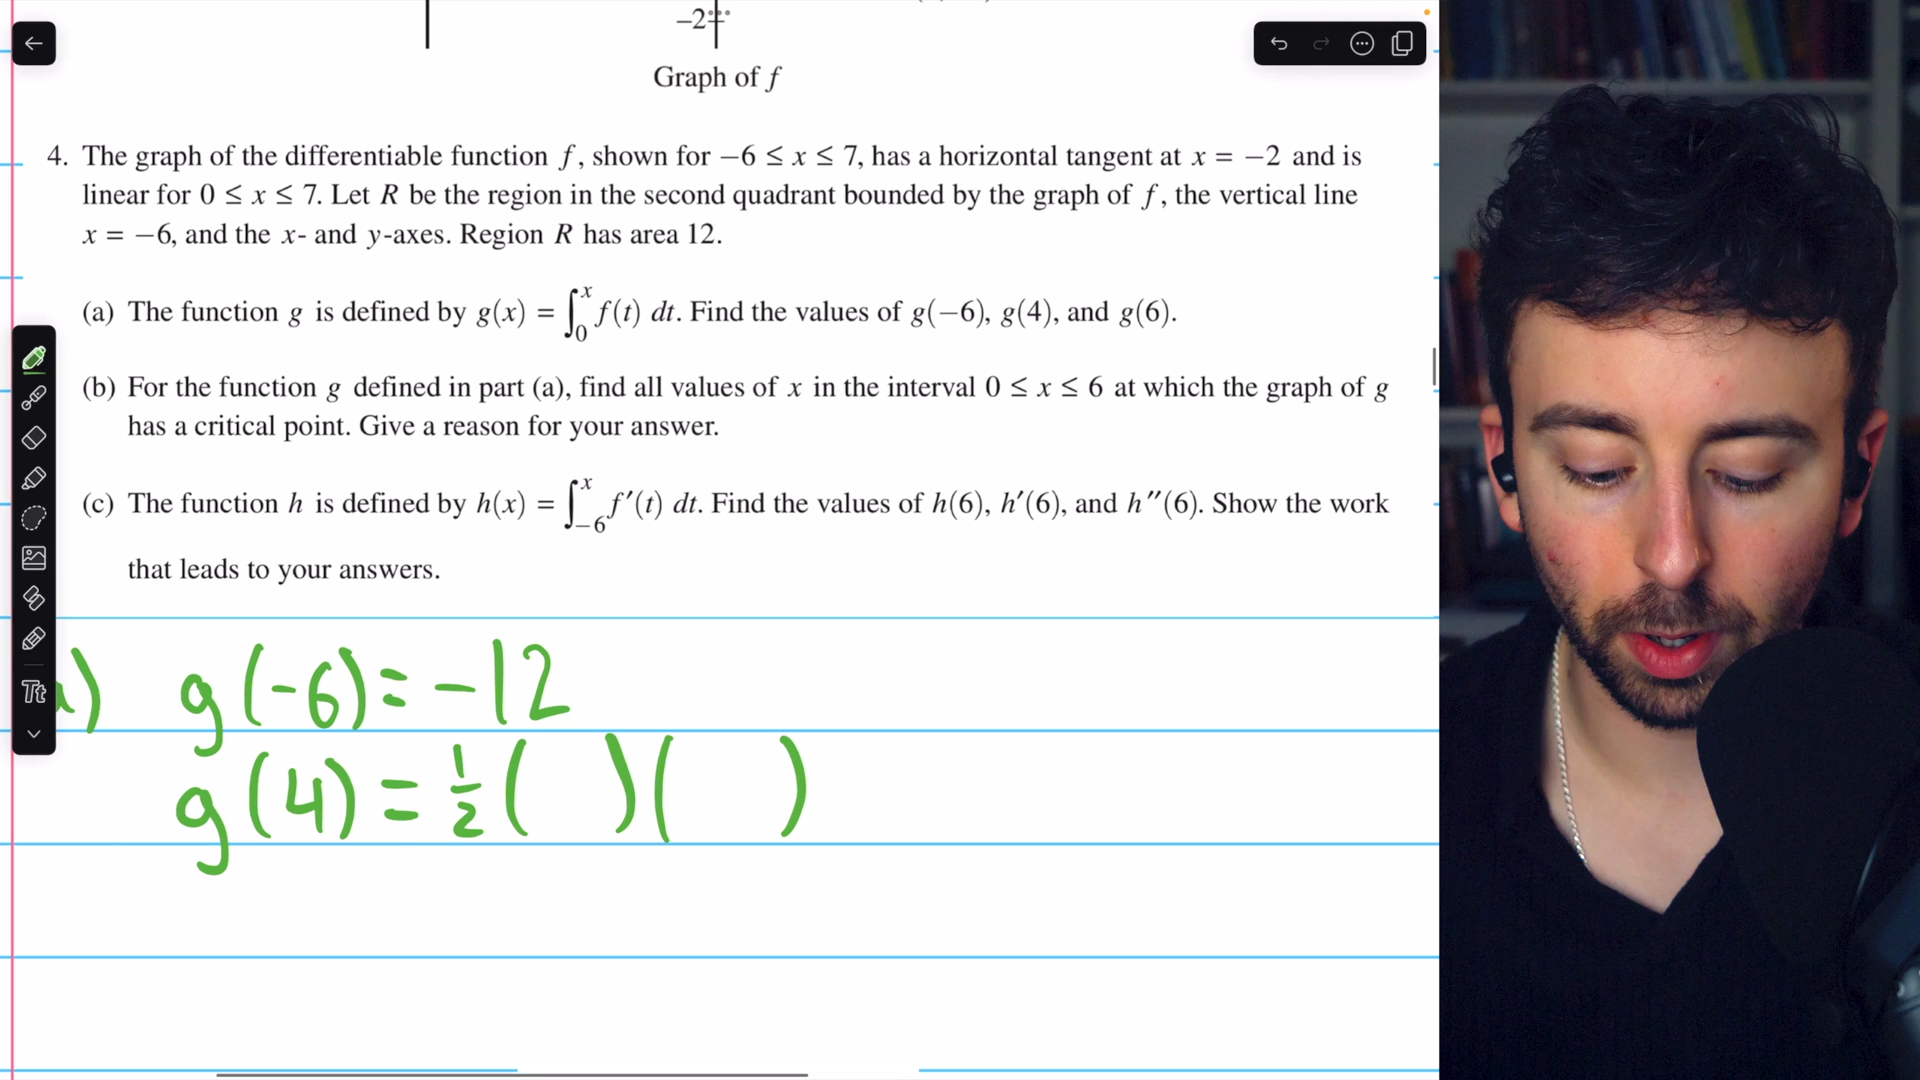 −2
Graph of f
4. The graph of the differentiable function f, shown for −6 ≤ x ≤ 7, has a horizontal tangent at x = −2 and is
linear for 0 ≤ x ≤ 7. Let R be the region in the second quadrant bounded by the graph of f, the vertical line
x = −6, and the x- and y-axes. Region R has area 12.
(a) The function g is defined by g(x) = ∫₀ˣ f(t) dt. Find the values of g(−6), g(4), and g(6).
(b) For the function g defined in part (a), find all values of x in the interval 0 ≤ x ≤ 6 at which the graph of g
has a critical point. Give a reason for your answer.
(c) The function h is defined by h(x) = ∫₋₆ˣ f′(t) dt. Find the values of h(6), h′(6), and h″(6). Show the work
that leads to your answers.
Tt
g(-6) = -12
g(4) = ½( )( )